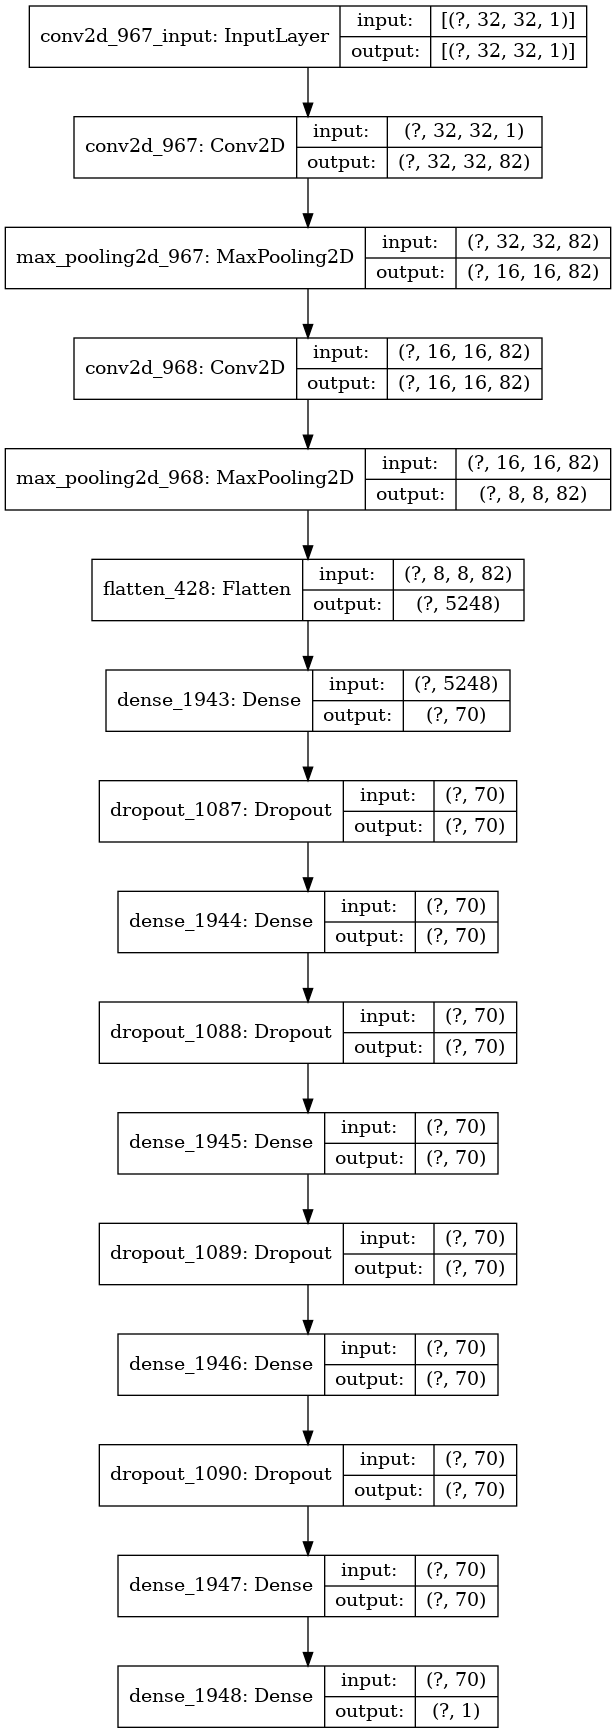 conv2d_967_input: InputLayer
input: [(?, 32, 32, 1)]
output: [(?, 32, 32, 1)]
conv2d_967: Conv2D
input: (?, 32, 32, 1)
output: (?, 32, 32, 82)
max_pooling2d_967: MaxPooling2D
input: (?, 32, 32, 82)
output: (?, 16, 16, 82)
conv2d_968: Conv2D
input: (?, 16, 16, 82)
output: (?, 16, 16, 82)
max_pooling2d_968: MaxPooling2D
input: (?, 16, 16, 82)
output: (?, 8, 8, 82)
flatten_428: Flatten
input: (?, 8, 8, 82)
output: (?, 5248)
dense_1943: Dense
input: (?, 5248)
output: (?, 70)
dropout_1087: Dropout
input: (?, 70)
output: (?, 70)
dense_1944: Dense
input: (?, 70)
output: (?, 70)
dropout_1088: Dropout
input: (?, 70)
output: (?, 70)
dense_1945: Dense
input: (?, 70)
output: (?, 70)
dropout_1089: Dropout
input: (?, 70)
output: (?, 70)
dense_1946: Dense
input: (?, 70)
output: (?, 70)
dropout_1090: Dropout
input: (?, 70)
output: (?, 70)
dense_1947: Dense
input: (?, 70)
output: (?, 70)
dense_1948: Dense
input: (?, 70)
output: (?, 1)